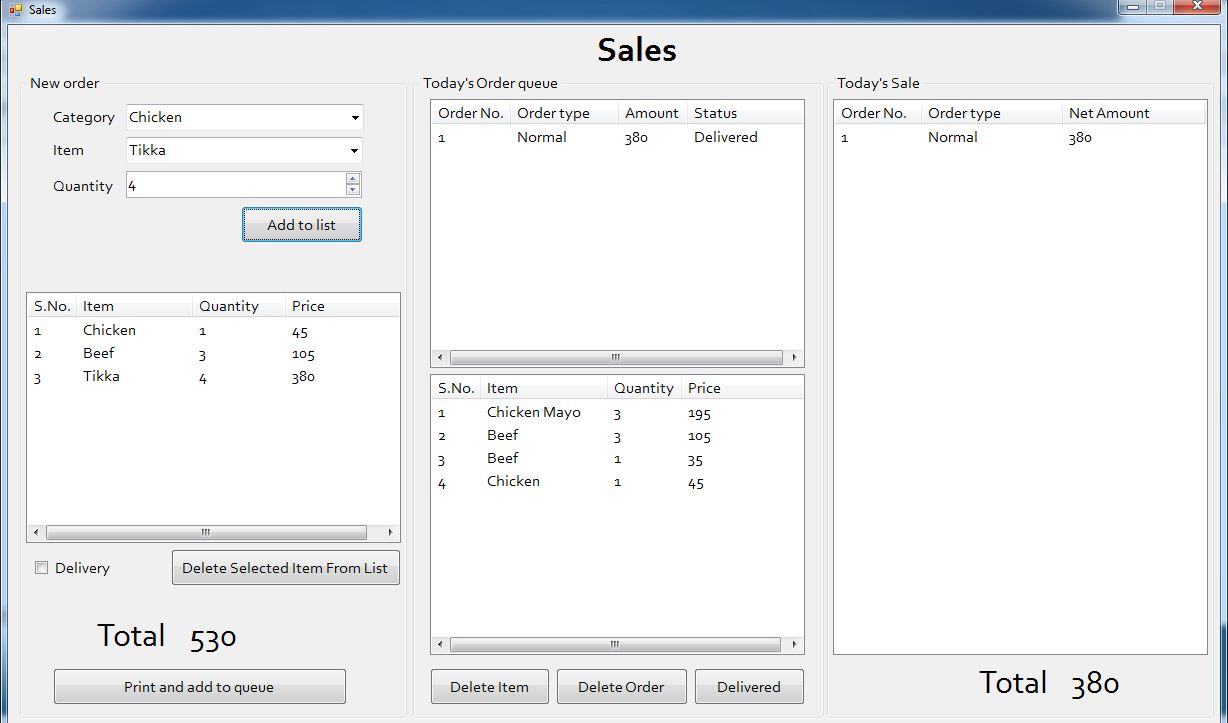 Sales
Sales
New order
Category Chicken
Item Tikka
Quantity 4
Add to list
S.No. Item Quantity Price
1 Chicken 1 45
2 Beef 3 105
3 Tikka 4 380
Delivery Delete Selected Item From List
Total 530
Print and add to queue
Today's Order queue
Order No. Order type Amount Status
1 Normal 380 Delivered
S.No. Item Quantity Price
1 Chicken Mayo 3 195
2 Beef 3 105
3 Beef 1 35
4 Chicken 1 45
Delete Item Delete Order Delivered
Today's Sale
Order No. Order type Net Amount
1 Normal 380
Total 380